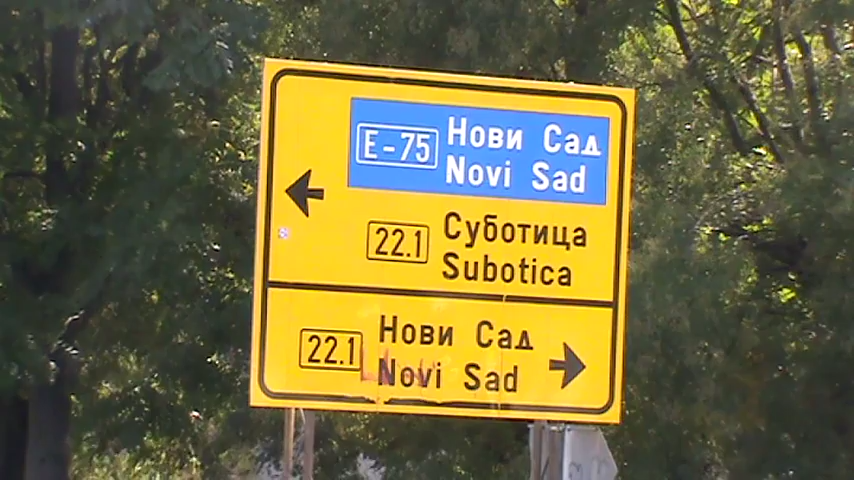 E-75 Нови Сад
Novi Sad
22.1 Суботица
Subotica
22.1 Нови Сад
Novi Sad